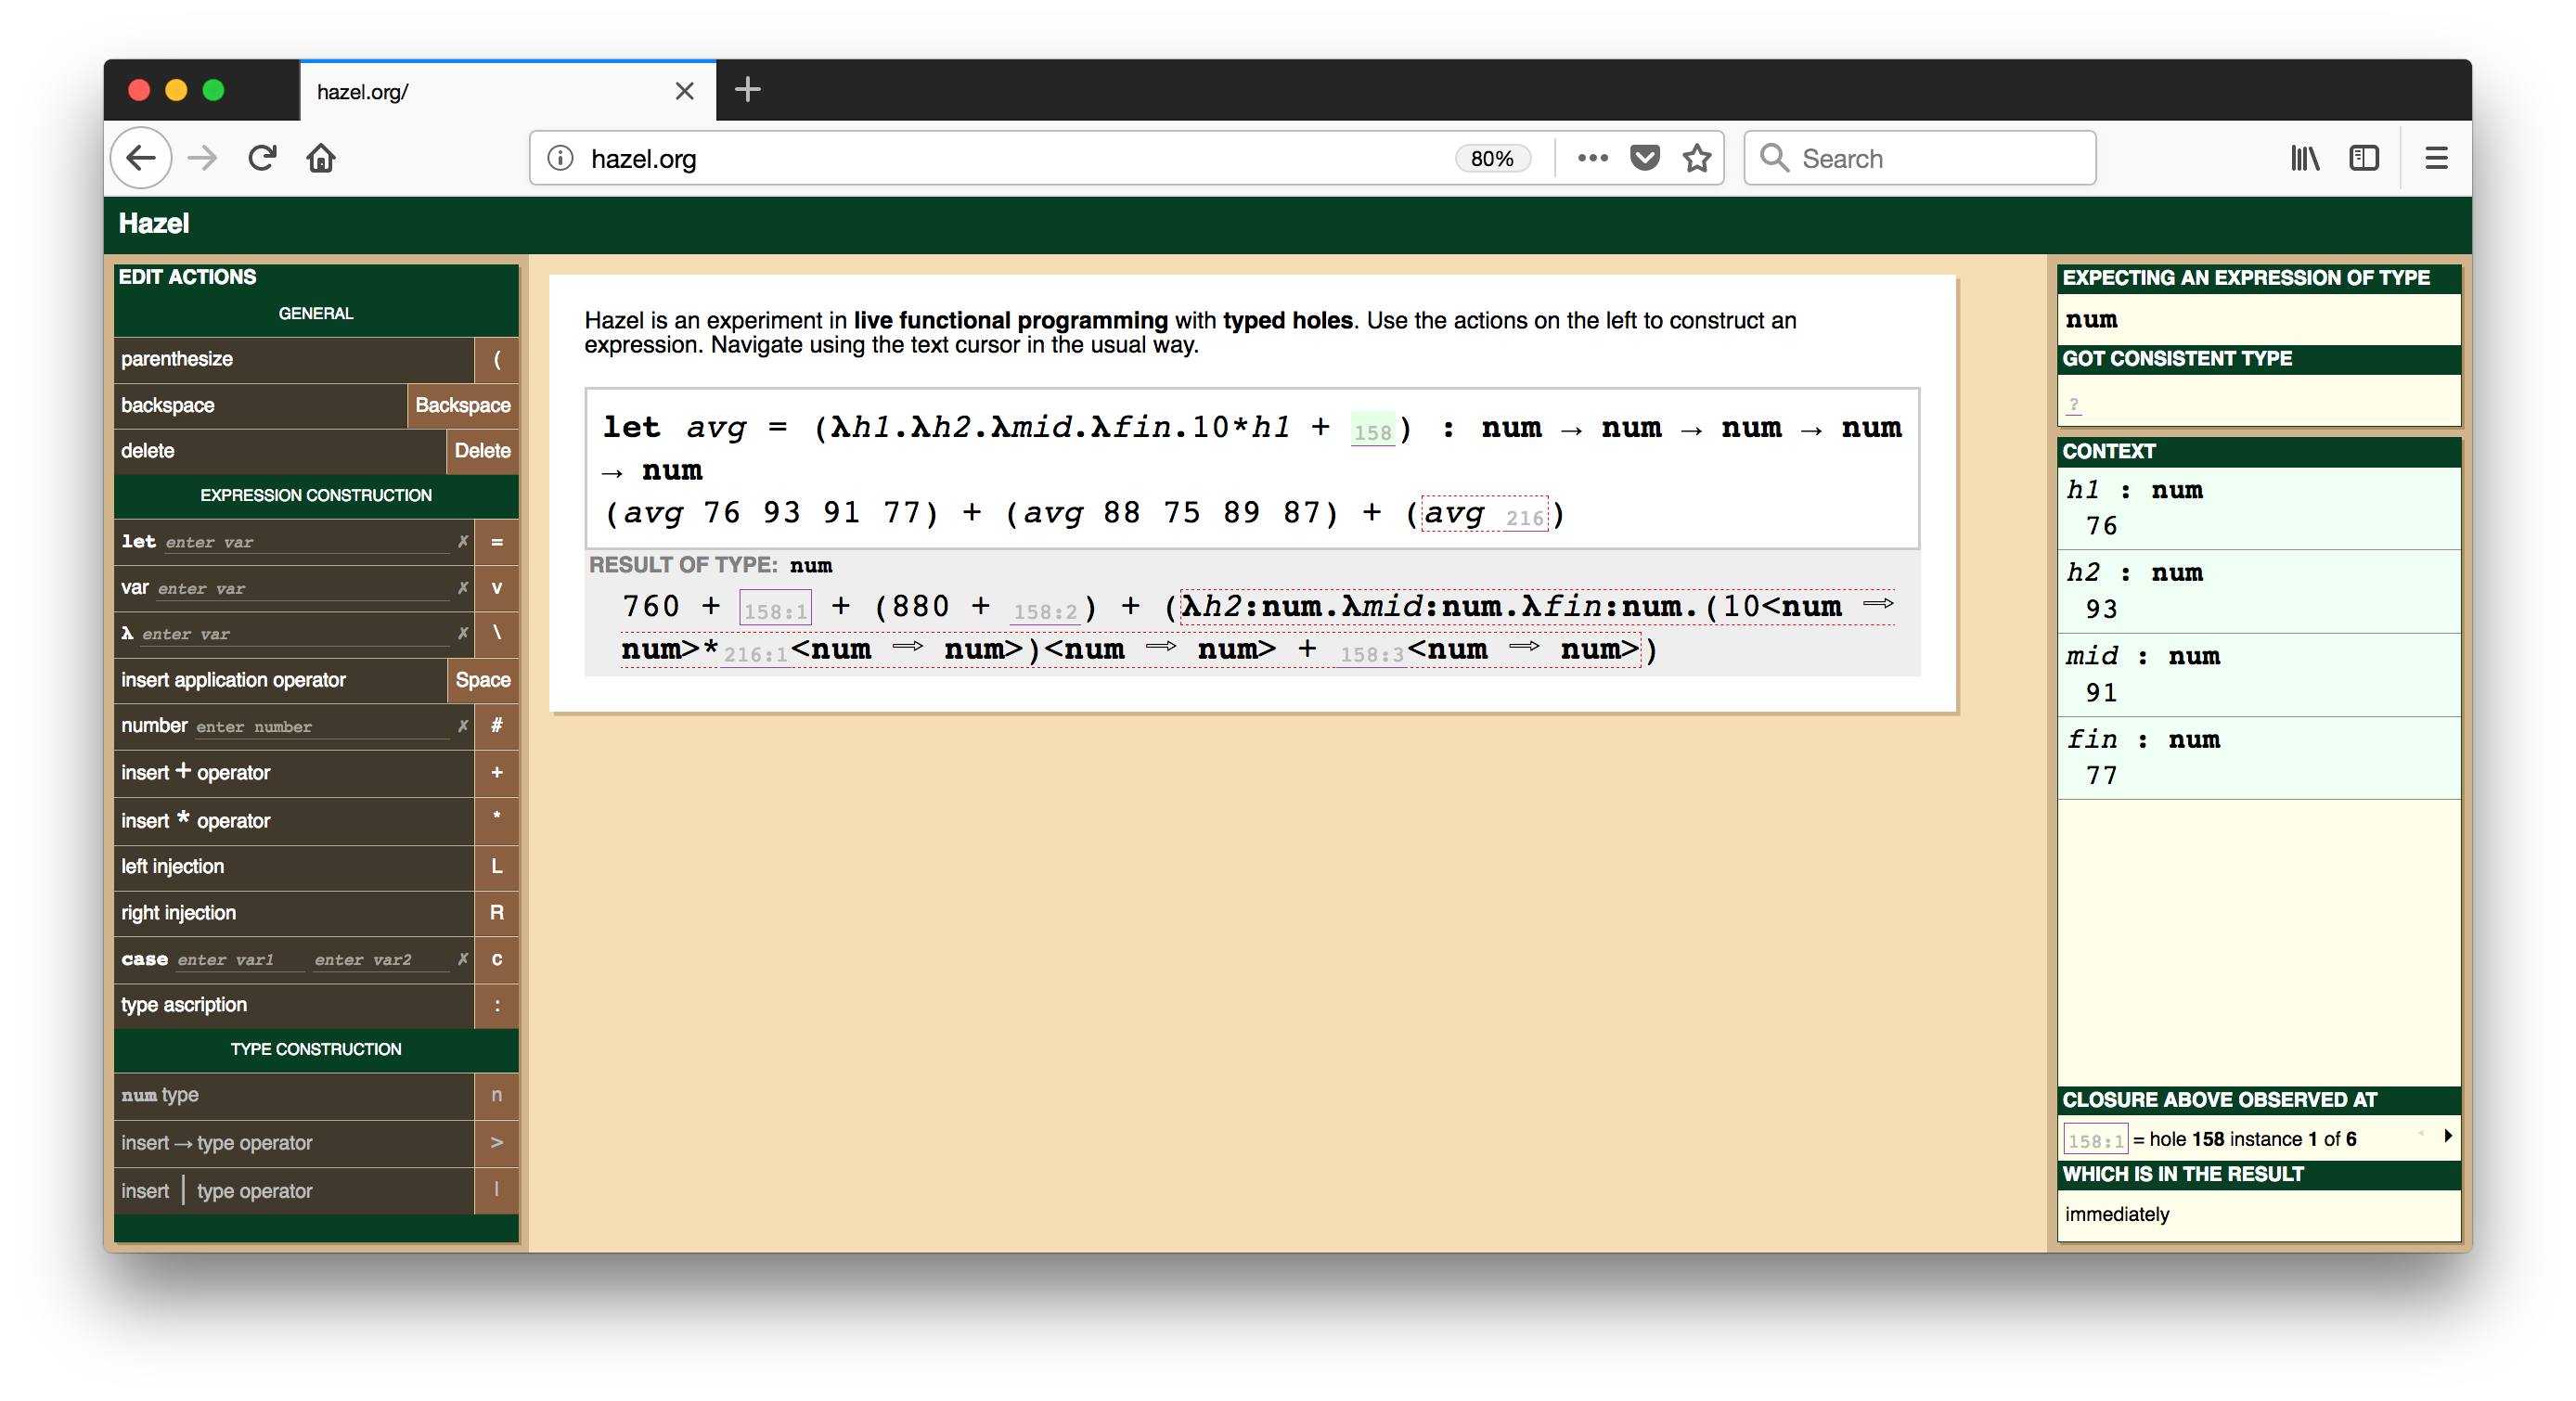 hazel.org/
hazel.org
80%
Search
Hazel
EDIT ACTIONS
GENERAL
parenthesize (
backspace Backspace
delete Delete
EXPRESSION CONSTRUCTION
let enter var ✗ =
var enter var ✗ v
λ enter var ✗ \
insert application operator Space
number enter number ✗ #
insert + operator +
insert * operator *
left injection L
right injection R
case enter var1 enter var2 ✗ c
type ascription :
TYPE CONSTRUCTION
num type n
insert → type operator >
insert | type operator |
Hazel is an experiment in live functional programming with typed holes. Use the actions on the left to construct an
expression. Navigate using the text cursor in the usual way.
let avg = (λh1.λh2.λmid.λfin.10*h1 + 158) : num → num → num → num
→ num
(avg 76 93 91 77) + (avg 88 75 89 87) + (avg 216)
RESULT OF TYPE: num
760 + 158:1 + (880 + 158:2) + (λh2:num.λmid:num.λfin:num.(10<num ⇒
num>*216:1<num ⇒ num>)<num ⇒ num> + 158:3<num ⇒ num>)
EXPECTING AN EXPRESSION OF TYPE
num
GOT CONSISTENT TYPE
?
CONTEXT
h1 : num
76
h2 : num
93
mid : num
91
fin : num
77
CLOSURE ABOVE OBSERVED AT
158:1 = hole 158 instance 1 of 6
WHICH IS IN THE RESULT
immediately